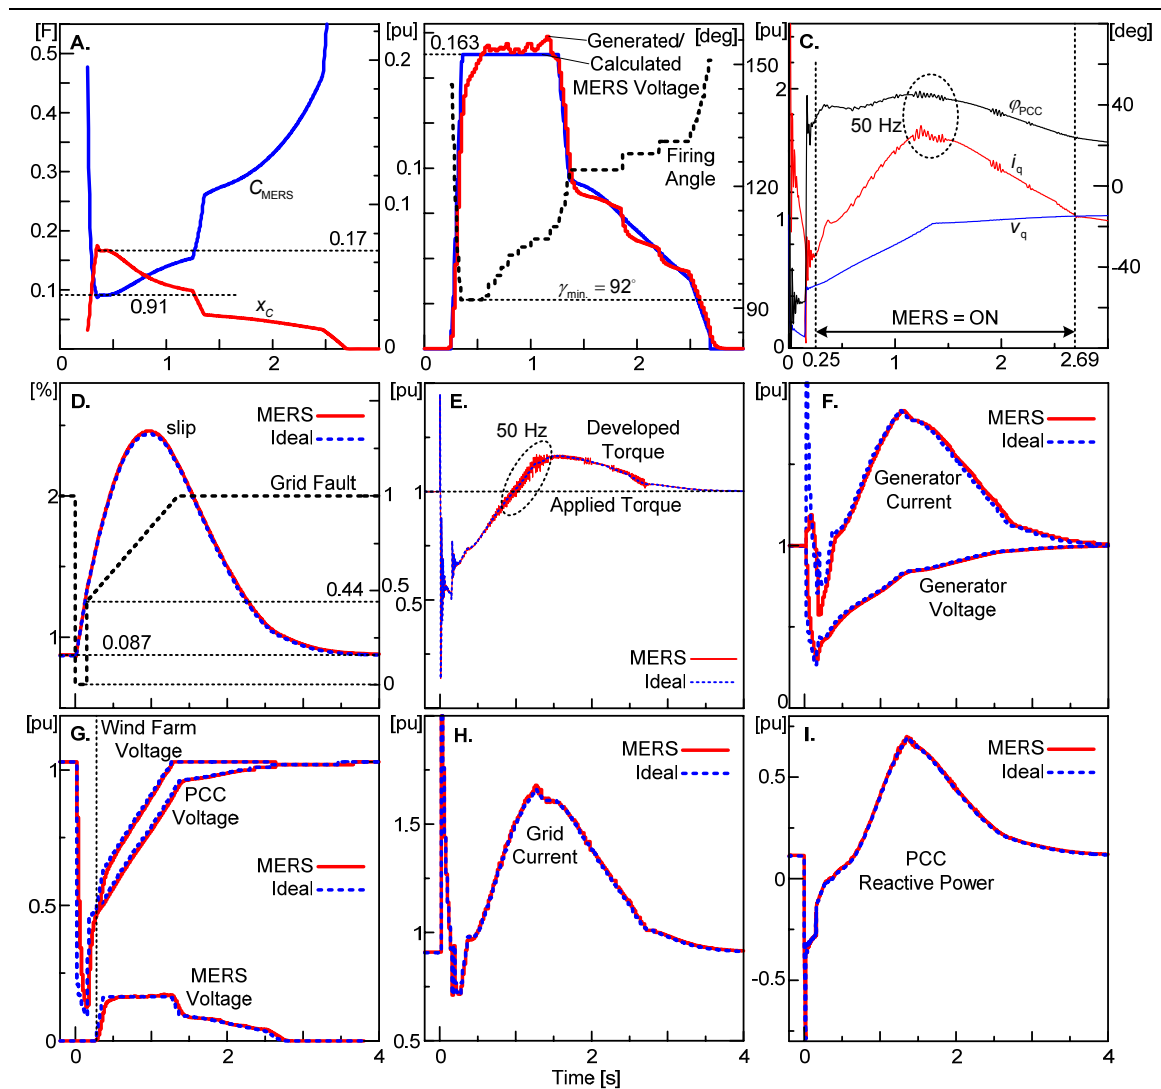 [F]
A.
[pu]
0.5
0.4
0.3
0.2
0.1
C_MERS
0.17
0.91
x_C
0
1
2
0.2
0.1
0.1
0
[pu]
[deg]
0.163
Generated/
Calculated
MERS Voltage
Firing
Angle
γ_min. = 92°
150
120
90
0
1
2
3
[pu]
C.
[deg]
2
1
0
φ_PCC
50 Hz
i_q
v_q
MERS = ON
40
0
-40
0
0.25
1
2
2.69
[%]
D.
[pu]
MERS
Ideal
slip
Grid Fault
2
1
0.44
0.087
1
0.5
0
E.
50 Hz
Developed
Torque
Applied Torque
1
0.5
MERS
Ideal
[pu]
F.
MERS
Ideal
Generator
Current
Generator
Voltage
1
0
[pu]
G.
Wind Farm
Voltage
PCC
Voltage
MERS
Ideal
MERS
Voltage
1
0.5
0
0
2
4
[pu]
H.
MERS
Ideal
Grid
Current
1.5
1
0.5
0
2
4
Time [s]
[pu]
I.
MERS
Ideal
PCC
Reactive Power
0.5
0
-0.5
0
2
4